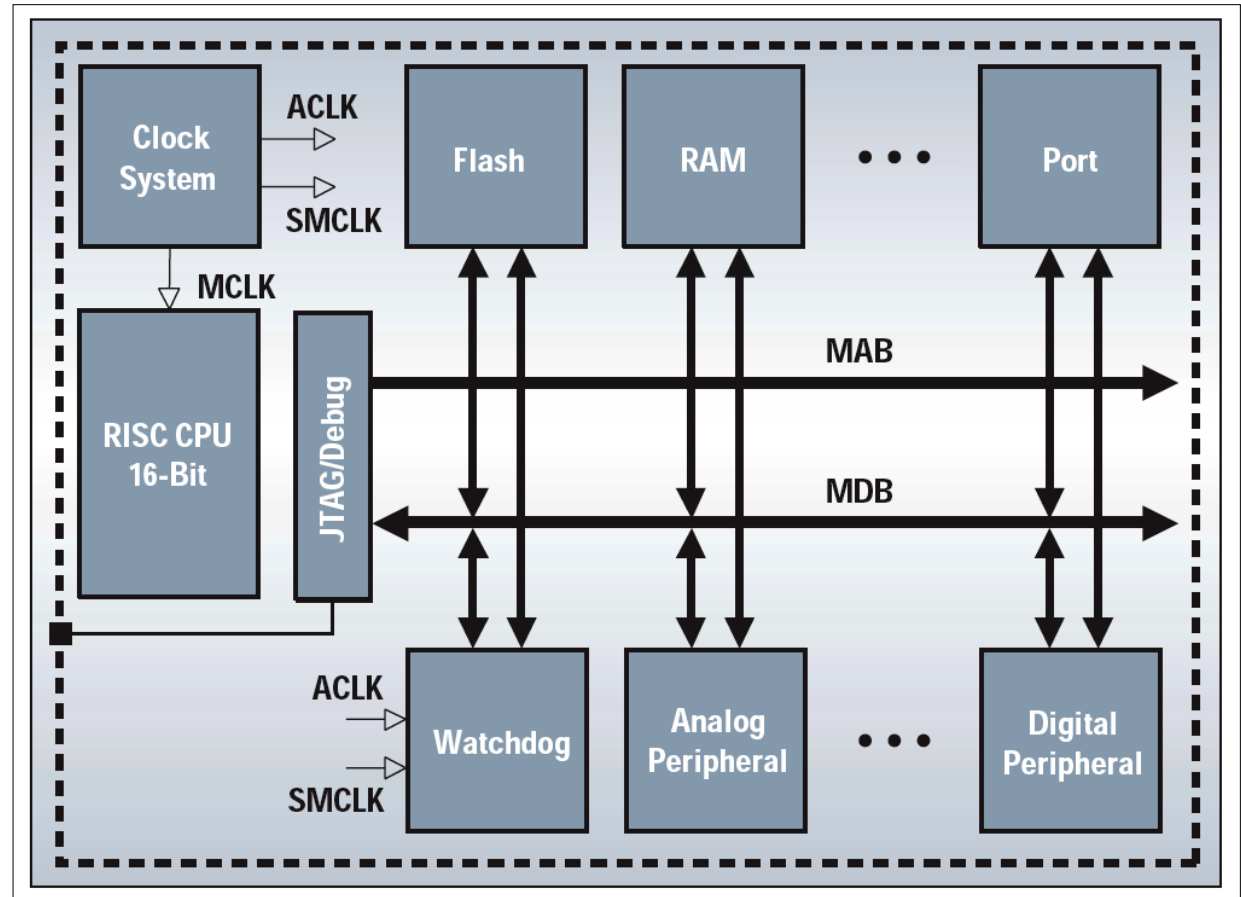 Clock
System
ACLK
SMCLK
Flash
RAM
Port
MCLK
RISC CPU
16-Bit
JTAG/Debug
MAB
MDB
ACLK
SMCLK
Watchdog
Analog
Peripheral
Digital
Peripheral